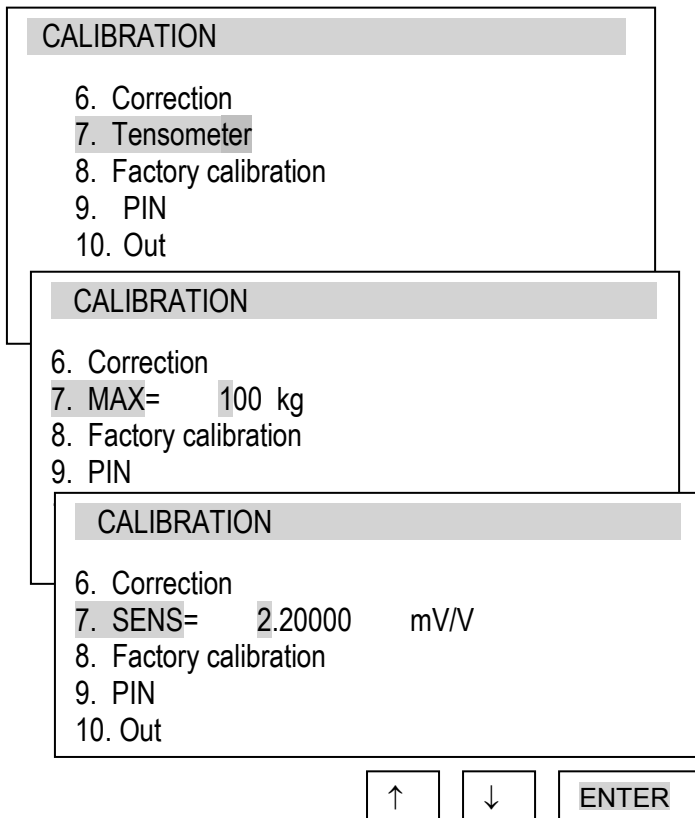 CALIBRATION
6. Correction
7. Tensometer
8. Factory calibration
9. PIN
10. Out
CALIBRATION
6. Correction
7. MAX= 100 kg
8. Factory calibration
9. PIN
CALIBRATION
6. Correction
7. SENS= 2.20000 mV/V
8. Factory calibration
9. PIN
10. Out
↑ ↓ ENTER